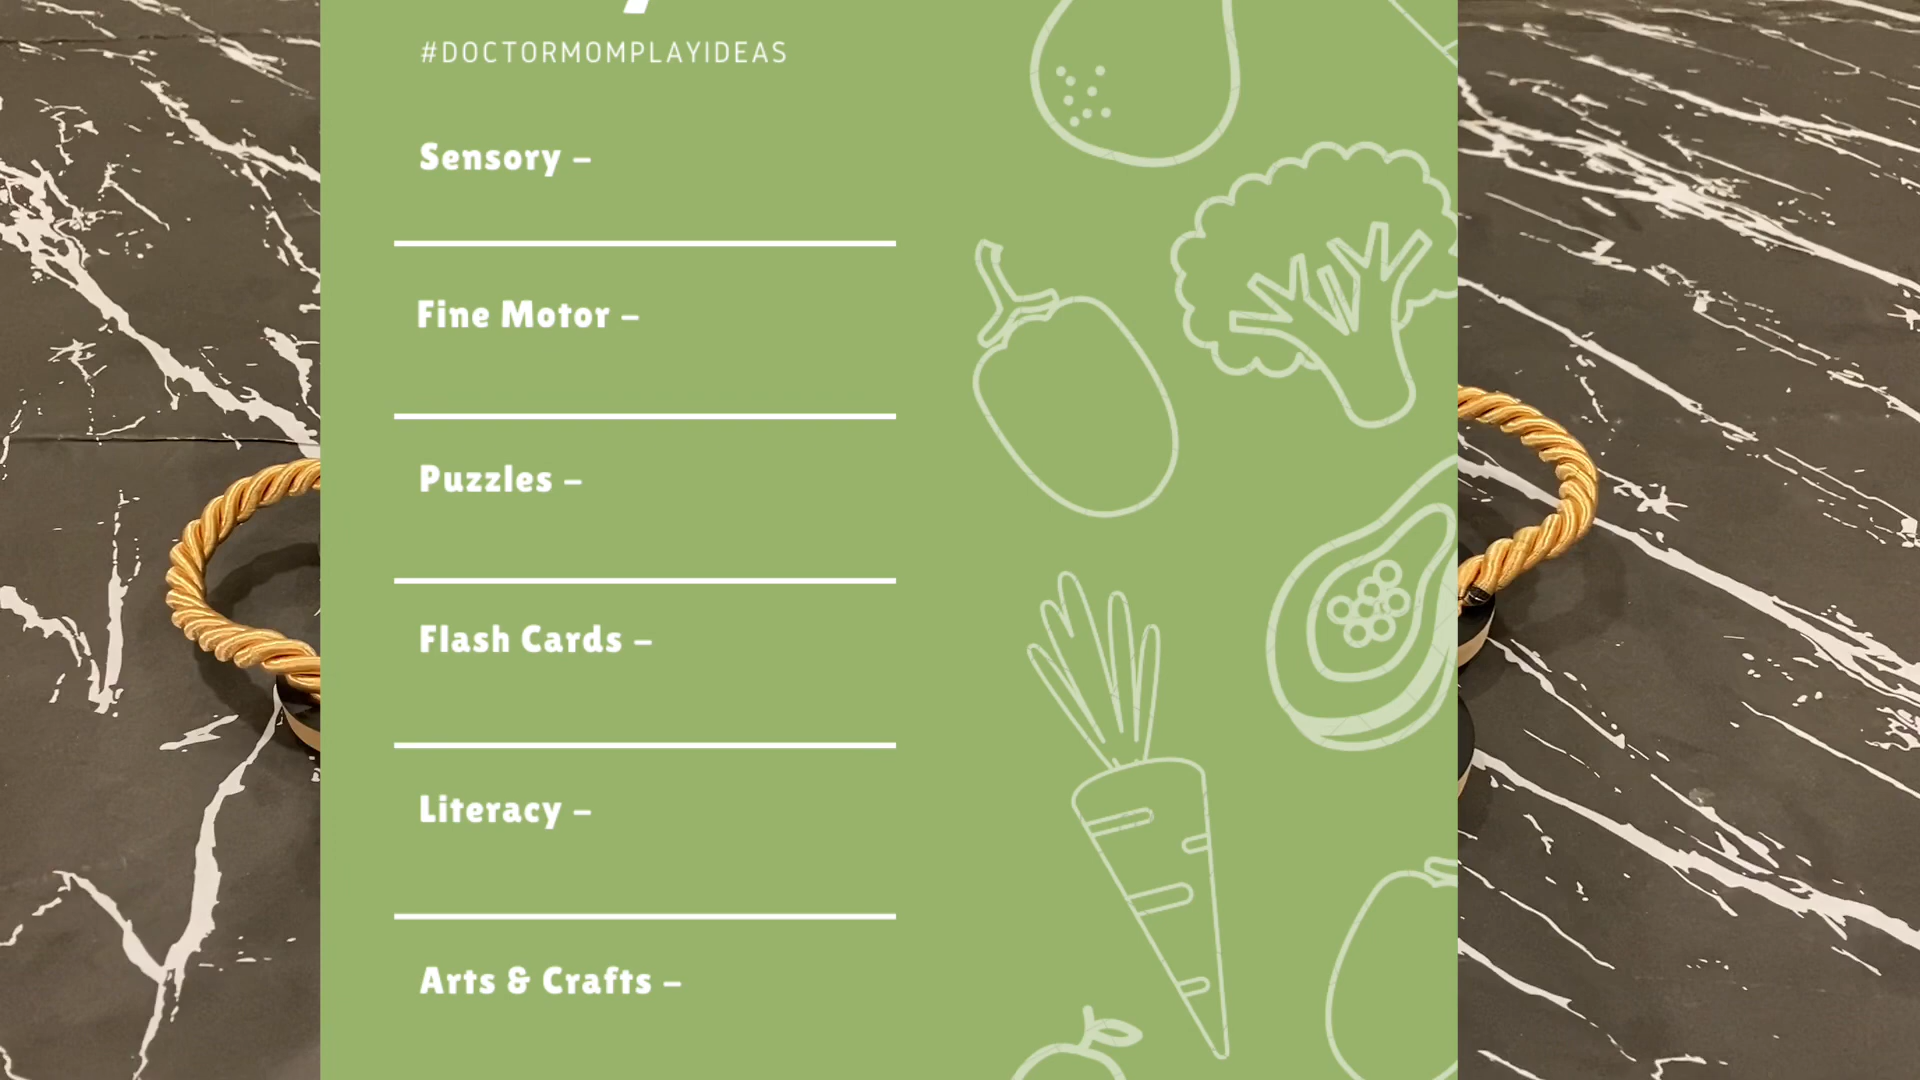 #DOCTORMOMPLAYIDEAS
Sensory –
Fine Motor –
Puzzles –
Flash Cards –
Literacy –
Arts & Crafts –